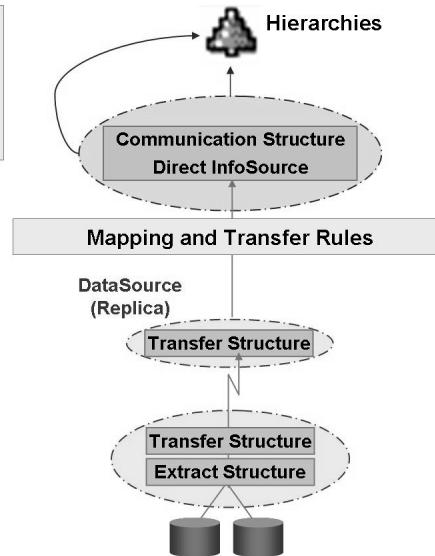 Hierarchies
Communication Structure
Direct InfoSource
Mapping and Transfer Rules
DataSource
(Replica)
Transfer Structure
Transfer Structure
Extract Structure